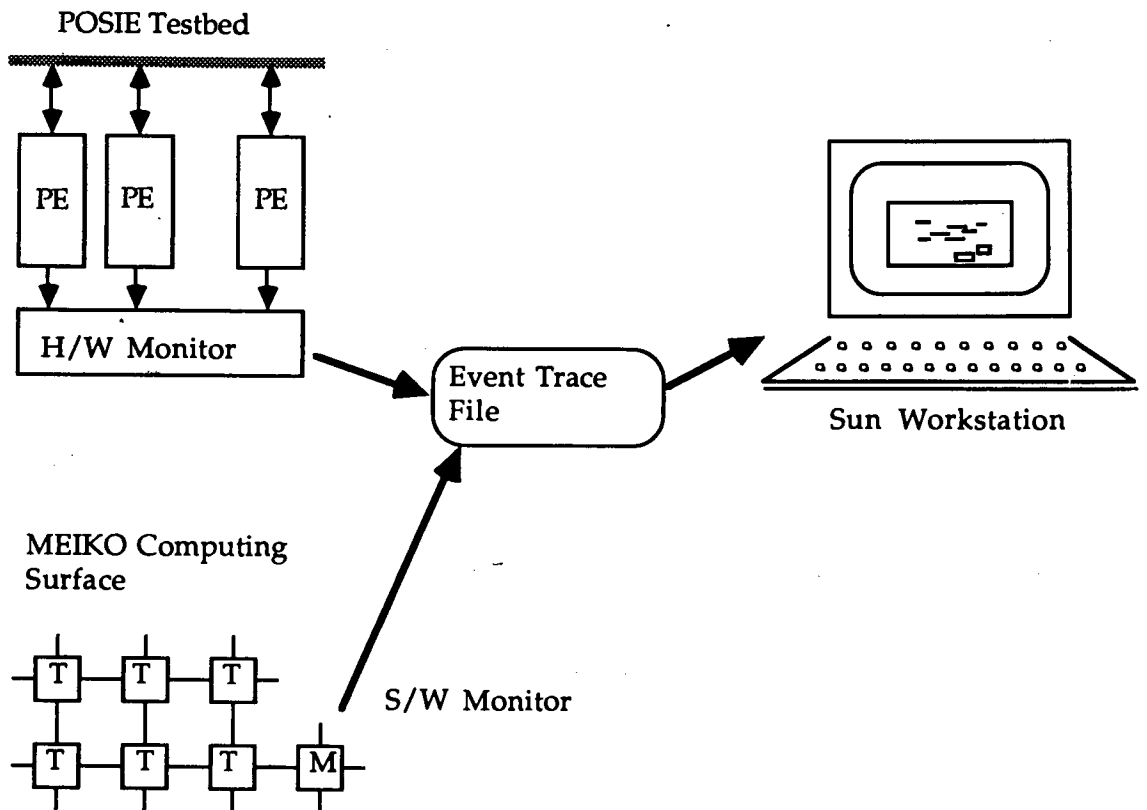 POSIE Testbed
PE
PE
PE
H/W Monitor
Event Trace
File
Sun Workstation
MEIKO Computing
Surface
T
T
T
S/W Monitor
T
T
T
M